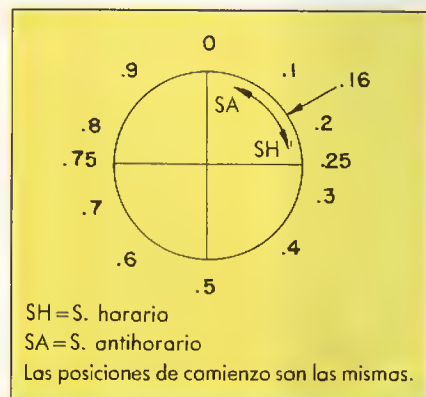 0
.9
.1
.16
SA
.8
.2
SH
.75
.25
.7
.3
.6
.4
.5
SH=S. horario
SA=S. antihorario
Las posiciones de comienzo son las mismas.